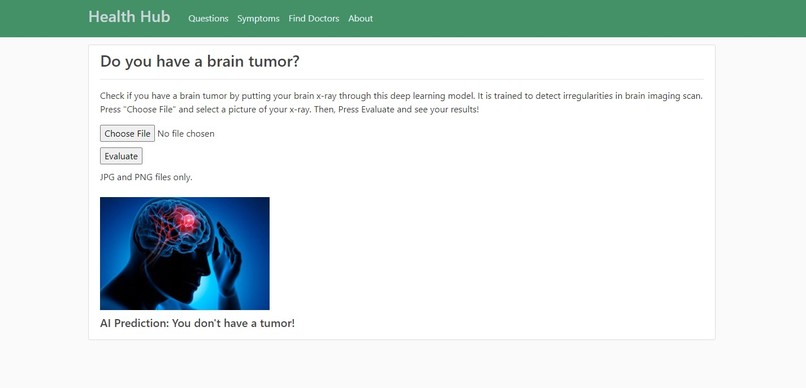 Health Hub Questions Symptoms Find Doctors About
Do you have a brain tumor?
Check if you have a brain tumor by putting your brain x-ray through this deep learning model. It is trained to detect irregularities in brain imaging scan.
Press "Choose File" and select a picture of your x-ray. Then, Press Evaluate and see your results!
Choose File No file chosen
Evaluate
JPG and PNG files only.
AI Prediction: You don't have a tumor!